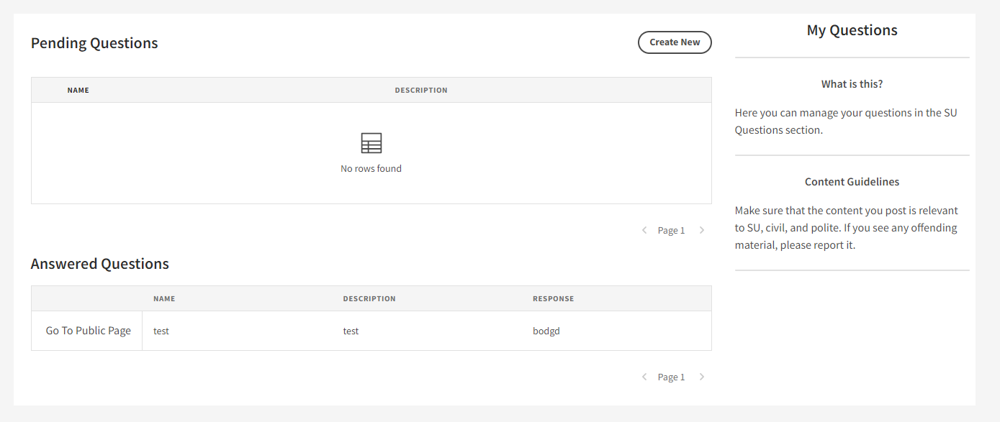 Pending Questions
Create New
NAME DESCRIPTION
No rows found
Page 1
Answered Questions
NAME DESCRIPTION RESPONSE
Go To Public Page test test bodgd
Page 1
My Questions
What is this?
Here you can manage your questions in the SU
Questions section.
Content Guidelines
Make sure that the content you post is relevant
to SU, civil, and polite. If you see any offending
material, please report it.